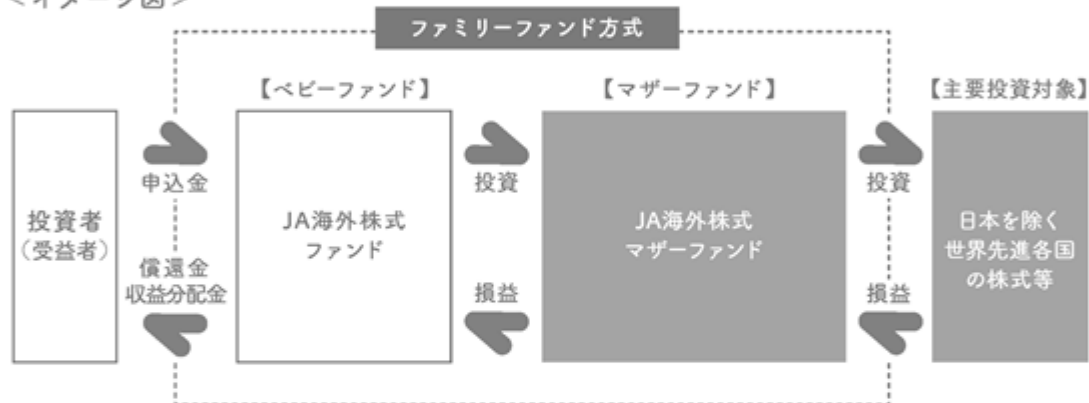 ＜イメージ図＞
ファミリーファンド方式
【ベビーファンド】
【マザーファンド】
【主要投資対象】
投資者
（受益者）
申込金
償還金
収益分配金
JA海外株式
ファンド
投資
損益
JA海外株式
マザーファンド
投資
損益
日本を除く
世界先進各国
の株式等